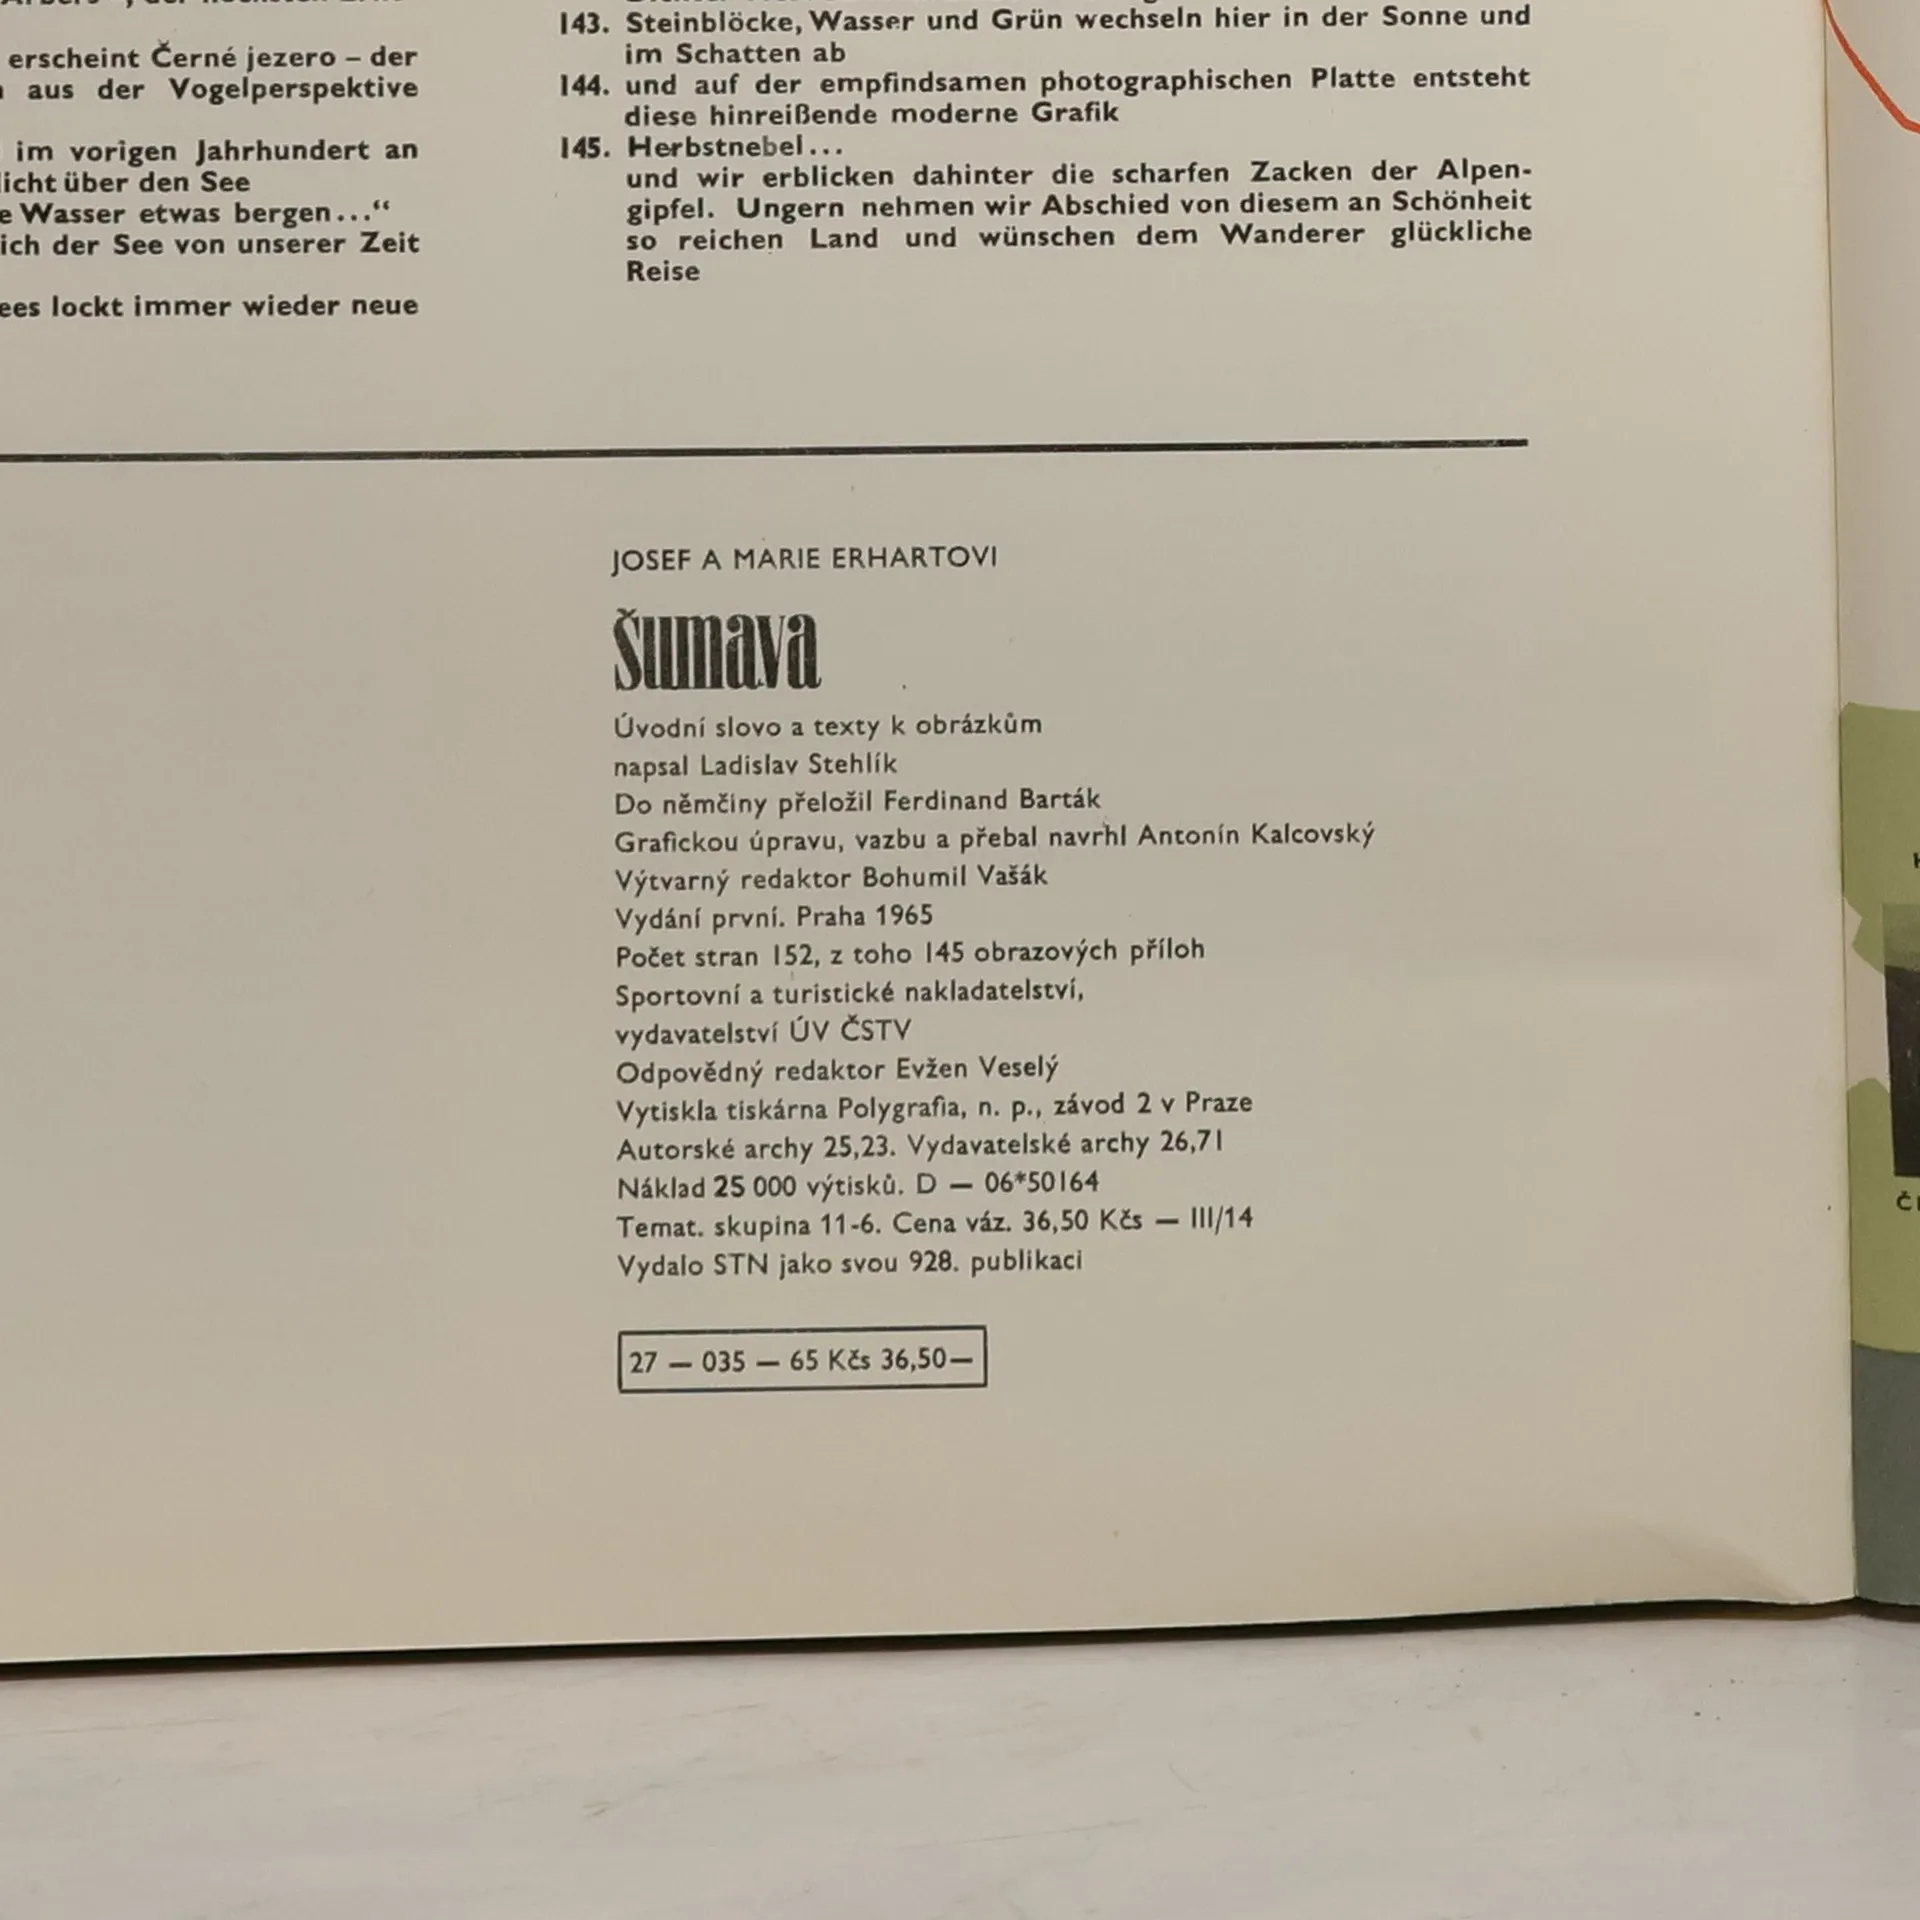 erscheint Černé jezero – der
aus der Vogelperspektive
im vorigen Jahrhundert an
licht über den See
e Wasser etwas bergen...“
ich der See von unserer Zeit
ees lockt immer wieder neue
143. Steinblöcke, Wasser und Grün wechseln hier in der Sonne und
im Schatten ab
144. und auf der empfindsamen photographischen Platte entsteht
diese hinreißende moderne Grafik
145. Herbstnebel...
und wir erblicken dahinter die scharfen Zacken der Alpen-
gipfel. Ungern nehmen wir Abschied von diesem an Schönheit
so reichen Land und wünschen dem Wanderer glückliche
Reise
JOSEF A MARIE ERHARTOVI
Šumava
Úvodní slovo a texty k obrázkům
napsal Ladislav Stehlík
Do němčiny přeložil Ferdinand Barták
Grafickou úpravu, vazbu a přebal navrhl Antonín Kalcovský
Výtvarný redaktor Bohumil Vašák
Vydání první. Praha 1965
Počet stran 152, z toho 145 obrazových příloh
Sportovní a turistické nakladatelství,
vydavatelství ÚV ČSTV
Odpovědný redaktor Evžen Veselý
Vytiskla tiskárna Polygrafia, n. p., závod 2 v Praze
Autorské archy 25,23. Vydavatelské archy 26,71
Náklad 25 000 výtisků. D — 06*50164
Temat. skupina 11-6. Cena váz. 36,50 Kčs — III/14
Vydalo STN jako svou 928. publikaci
27 — 035 — 65 Kčs 36,50—